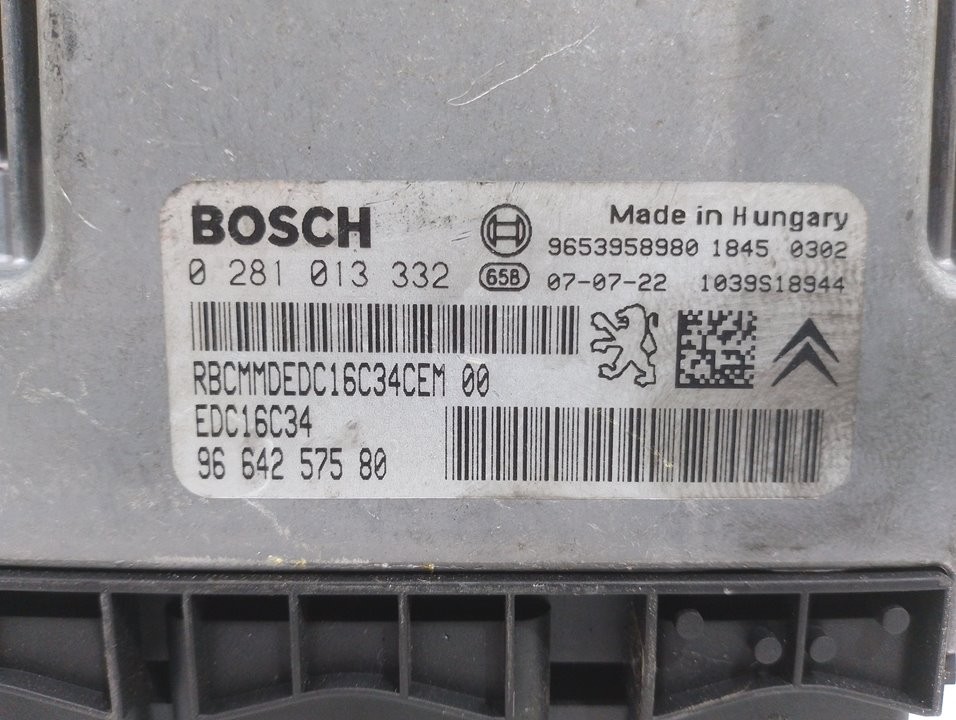 BOSCH
Made in Hungary
9653958980 1845 0302
0 281 013 332
65B
07-07-22 1039S18944
RBCMMDEDC16C34CEM 00
EDC16C34
96 642 575 80